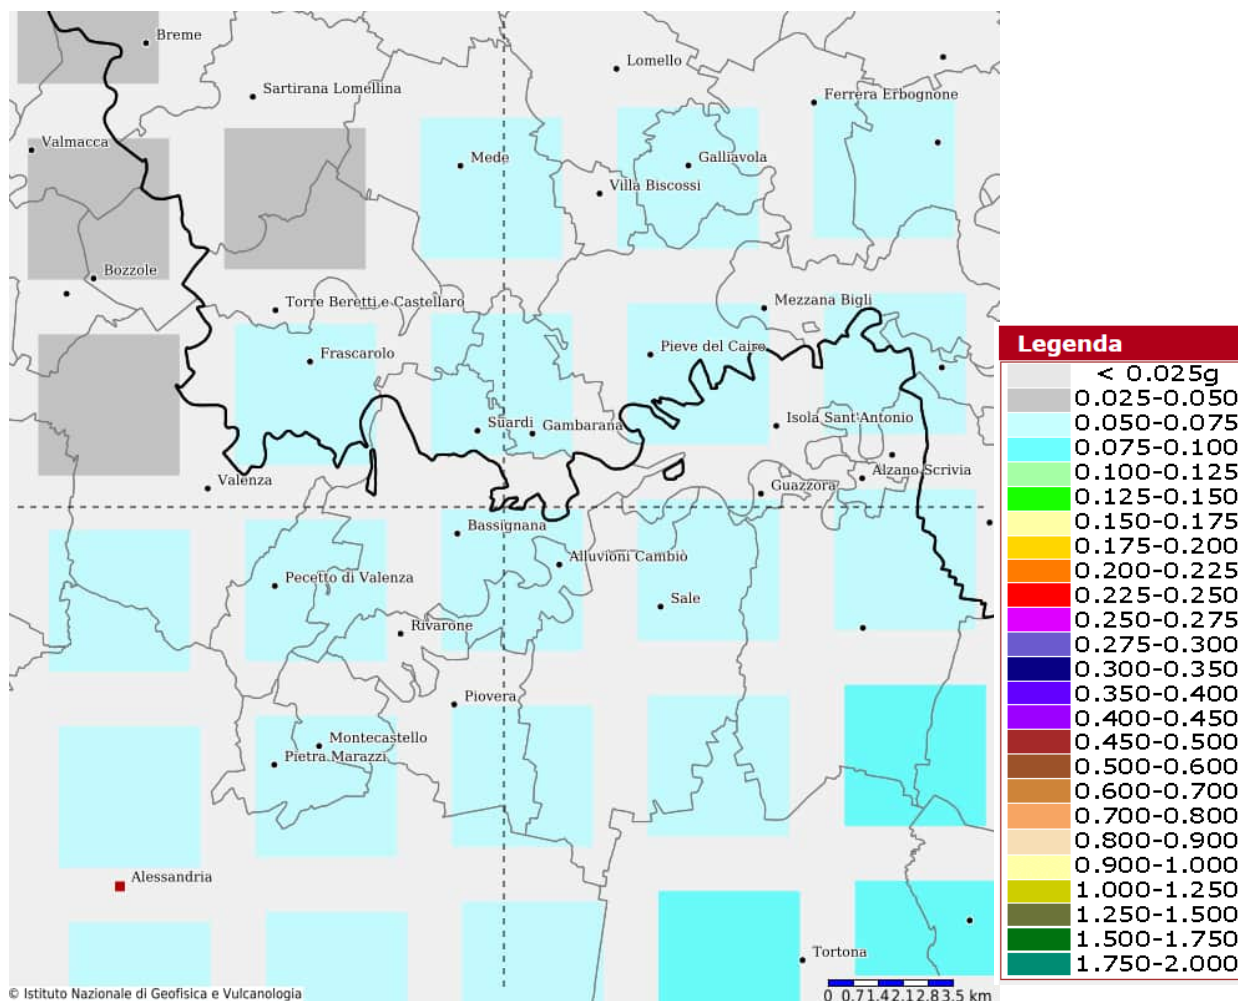 Breme
Lomello
Sartirana Lomellina
Ferrera Erbognone
Valmacca
Mede
Galliavola
Villa Biscossi
Bozzole
Torre Beretti e Castellaro
Mezzana Bigli
Frascarolo
Pieve del Cairo
Suardi
Gambarana
Isola Sant'Antonio
Alzano Scrivia
Valenza
Guazzora
Bassignana
Alluvioni Cambiò
Pecetto di Valenza
Sale
Rivarone
Piovera
Montecastello
Pietra Marazzi
Alessandria
Tortona
© Istituto Nazionale di Geofisica e Vulcanologia
0 0.71.42.12.83.5 km
Legenda
< 0.025g
0.025-0.050
0.050-0.075
0.075-0.100
0.100-0.125
0.125-0.150
0.150-0.175
0.175-0.200
0.200-0.225
0.225-0.250
0.250-0.275
0.275-0.300
0.300-0.350
0.350-0.400
0.400-0.450
0.450-0.500
0.500-0.600
0.600-0.700
0.700-0.800
0.800-0.900
0.900-1.000
1.000-1.250
1.250-1.500
1.500-1.750
1.750-2.000